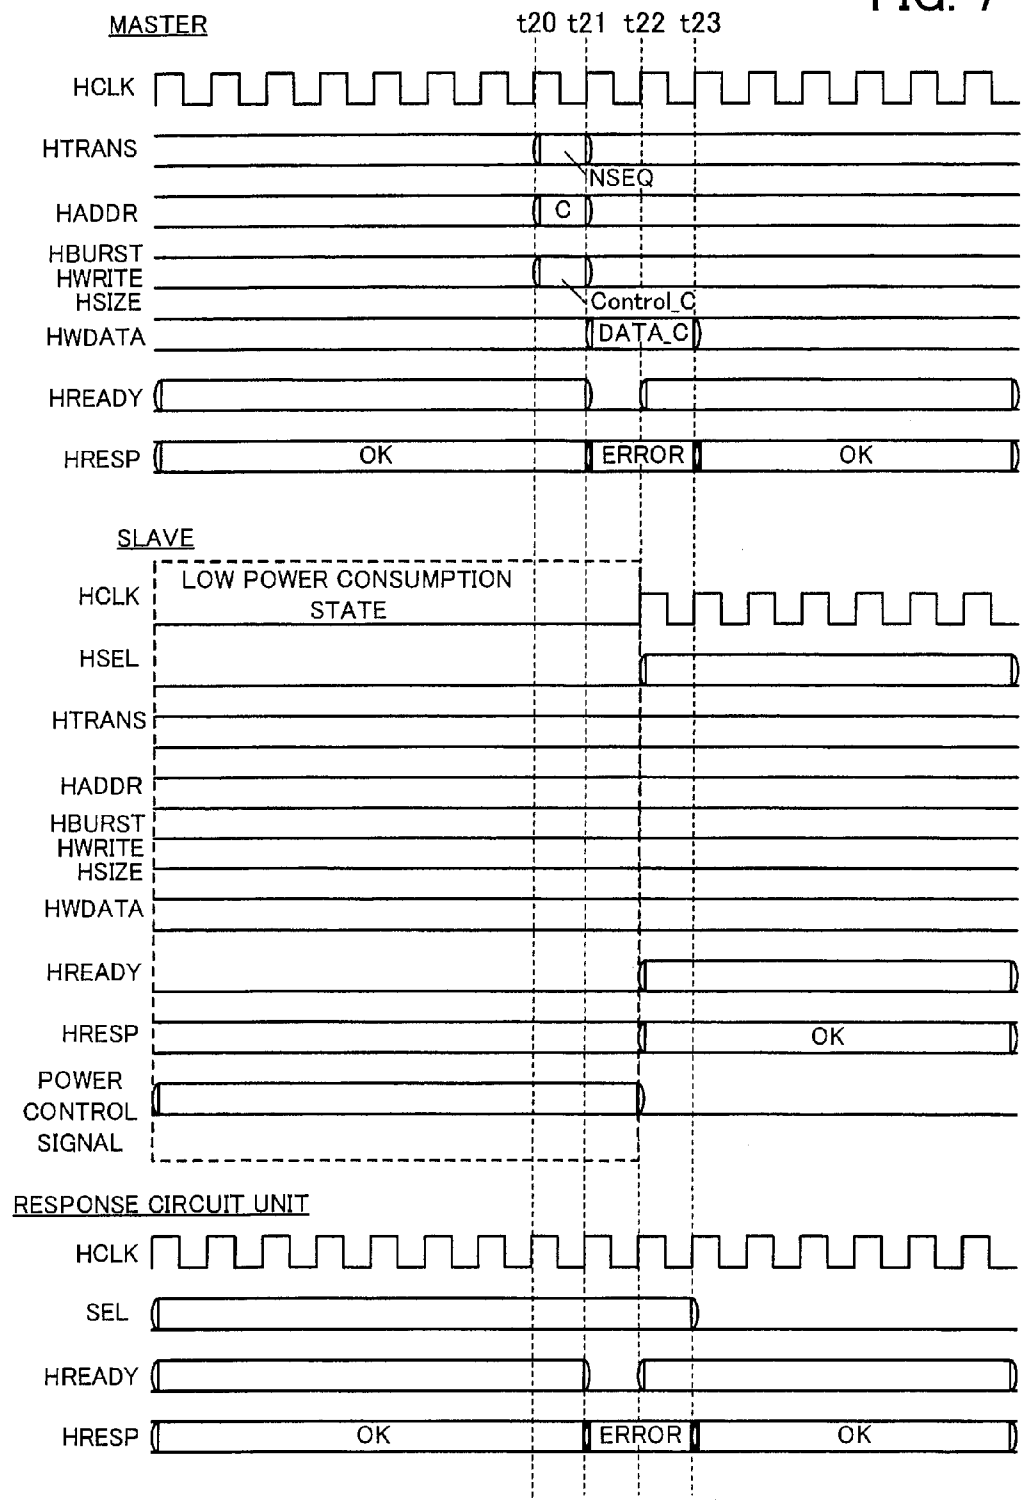 FIG. 7
MASTER
t20 t21 t22 t23
HCLK
HTRANS
NSEQ
HADDR
C
HBURST
HWRITE
HSIZE
Control_C
HWDATA
DATA_C
HREADY
HRESP
OK
ERROR
OK
SLAVE
LOW POWER CONSUMPTION
STATE
HCLK
HSEL
HTRANS
HADDR
HBURST
HWRITE
HSIZE
HWDATA
HREADY
HRESP
OK
POWER
CONTROL
SIGNAL
RESPONSE CIRCUIT UNIT
HCLK
SEL
HREADY
HRESP
OK
ERROR
OK